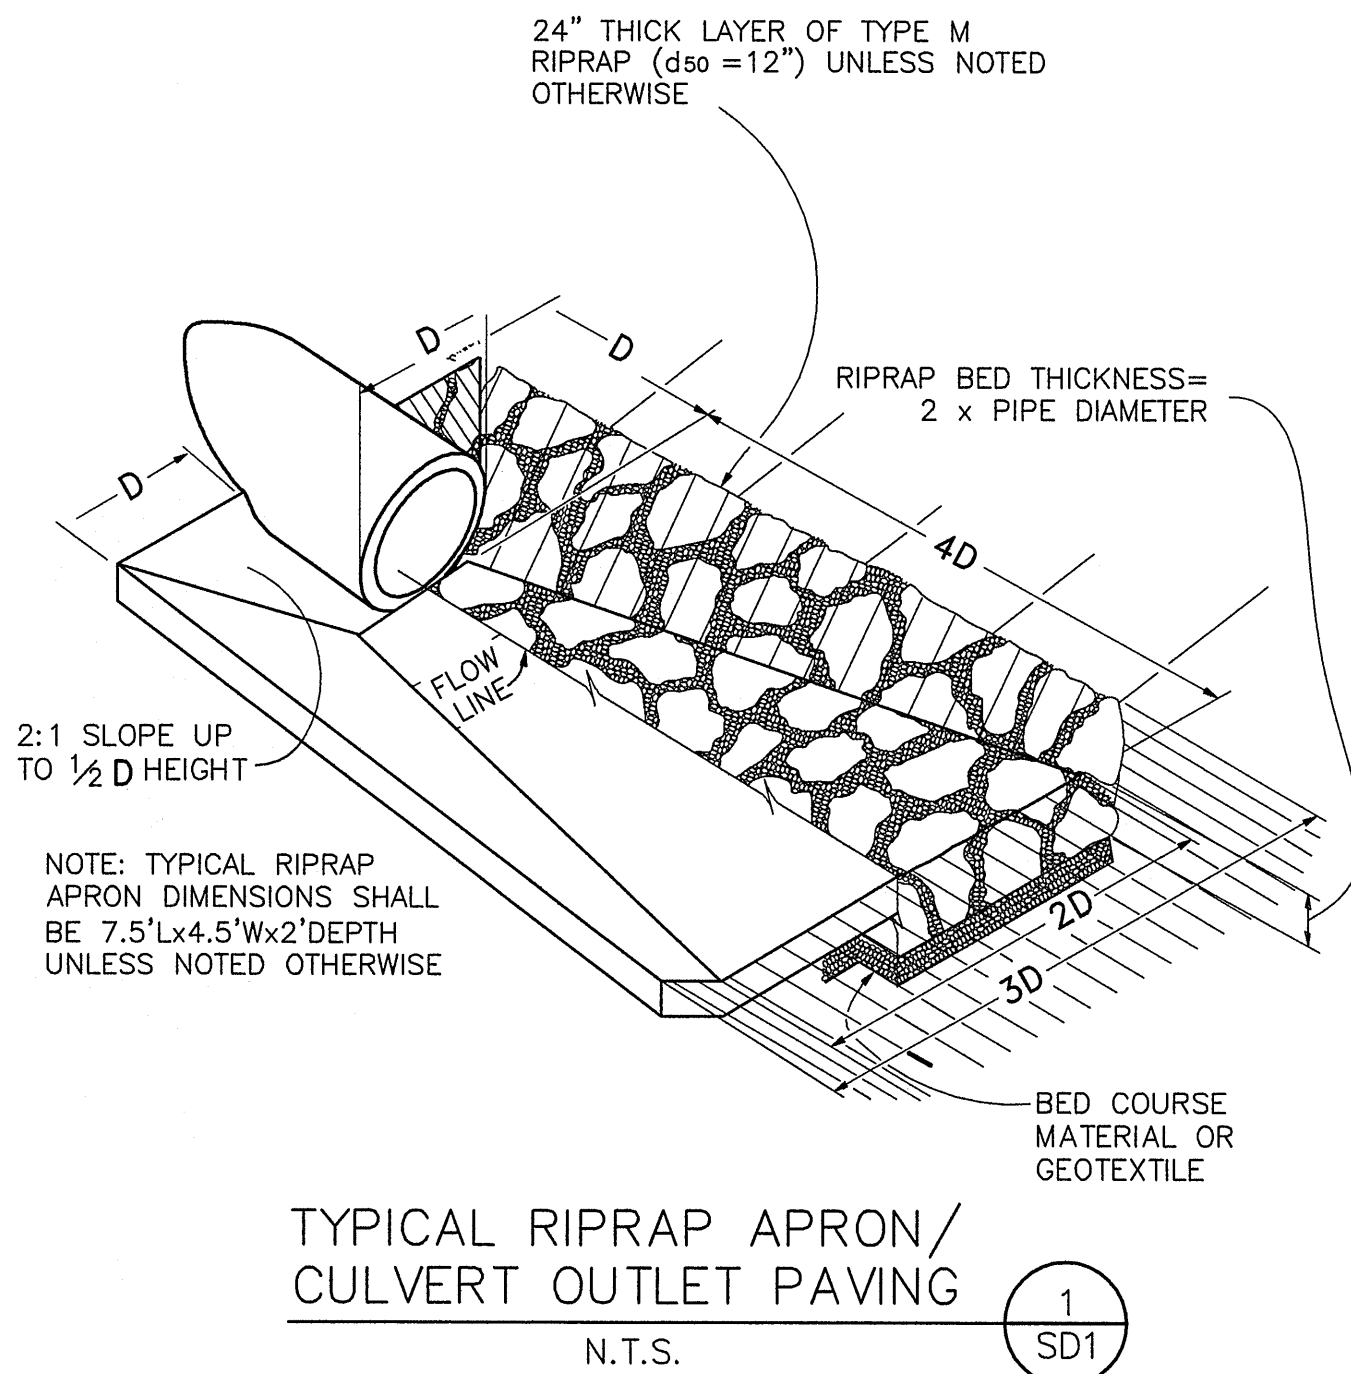 24” THICK LAYER OF TYPE M
RIPRAP (d50 =12”) UNLESS NOTED
OTHERWISE
D
D
RIPRAP BED THICKNESS=
2 x PIPE DIAMETER
D
4D
FLOW
LINE
2:1 SLOPE UP
TO ½ D HEIGHT
NOTE: TYPICAL RIPRAP
APRON DIMENSIONS SHALL
BE 7.5'Lx4.5'Wx2'DEPTH
UNLESS NOTED OTHERWISE
2D
3D
BED COURSE
MATERIAL OR
GEOTEXTILE
TYPICAL RIPRAP APRON/
CULVERT OUTLET PAVING
1
SD1
N.T.S.